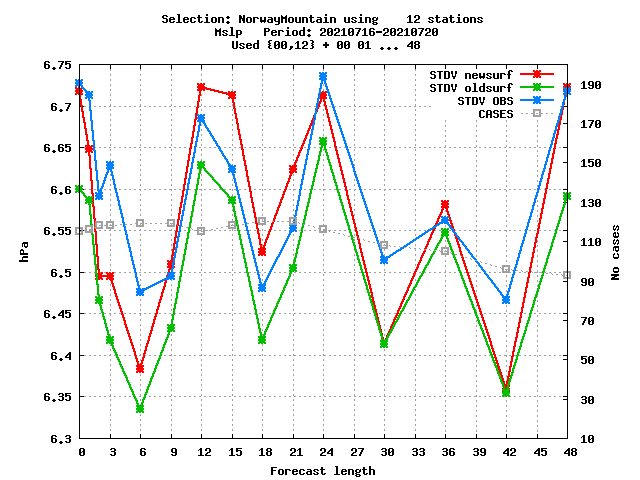 Selection: NorwayMountain using    12 stations
Mslp   Period: 20210716-20210720
Used {00,12} + 00 01 ... 48
STDV newsurf
STDV oldsurf
STDV OBS
CASES
6.75
6.7
6.65
6.6
6.55
6.5
6.45
6.4
6.35
6.3
hPa
190
170
150
130
110
90
70
50
30
10
No cases
0 3 6 9 12 15 18 21 24 27 30 33 36 39 42 45 48
Forecast length